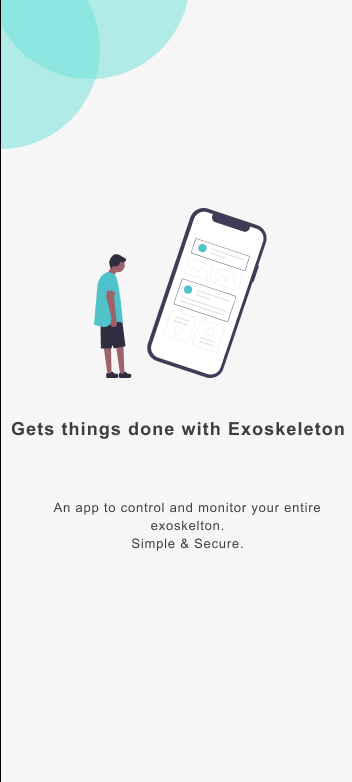 Gets things done with Exoskeleton
An app to control and monitor your entire
exoskelton.
Simple & Secure.